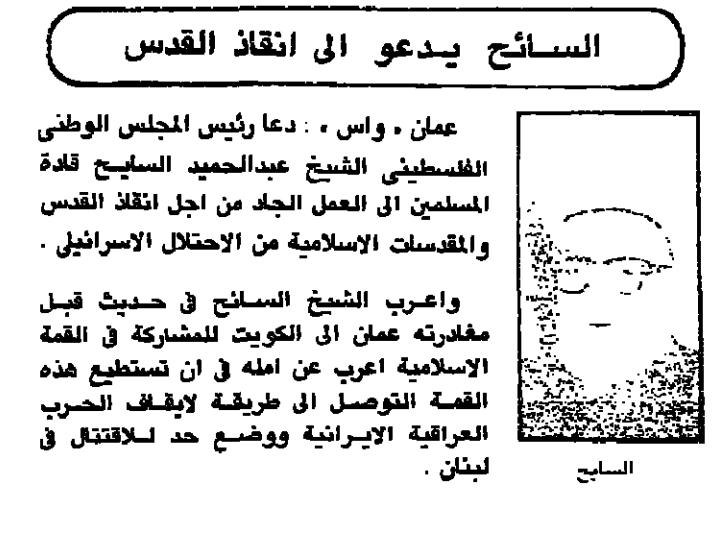 السائح يدعو الى انقاذ القدس
عمان ، واس ، : دعا رئيس المجلس الوطني
الفلسطيني الشيخ عبدالحميد السايح قادة
المسلمين الى العمل الجاد من اجل انقاذ القدس
والمقدسات الاسلامية من الاحتلال الاسرائيلي .
واعرب الشيخ السائح في حديث قبل
مغادرته عمان الى الكويت للمشاركة في القمة
الاسلامية اعرب عن امله في ان تستطيع هذه
القمة التوصل الى طريقة لايقاف الحرب
العراقية الايرانية ووضع حد للاقتتال في
لبنان .
السايح